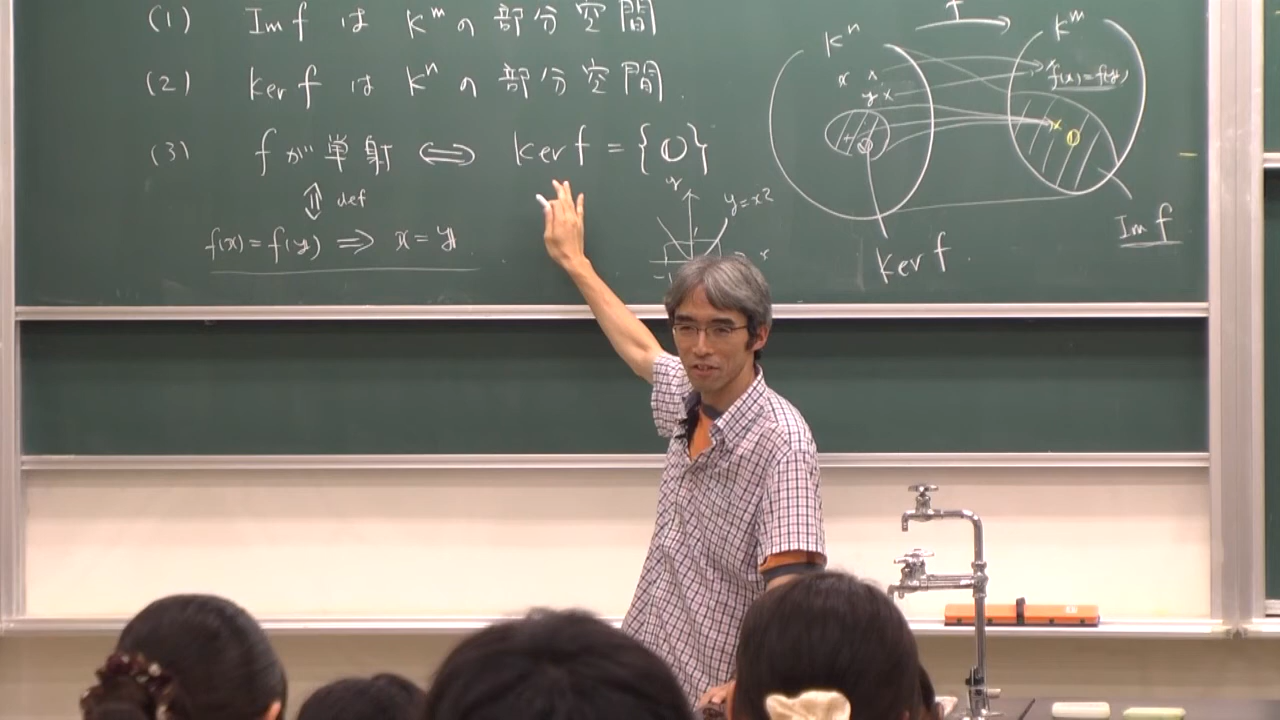 (1) Im f は K^m の部分空間
(2) Ker f は K^n の部分空間.
(3) f が単射 ⟺ Ker f = {0}
⇕ def
f(x) = f(y) ⟹ x = y
y = x2
f
K^n
K^m
x
y x
f(x) = f(y)
0
Im f
Ker f.